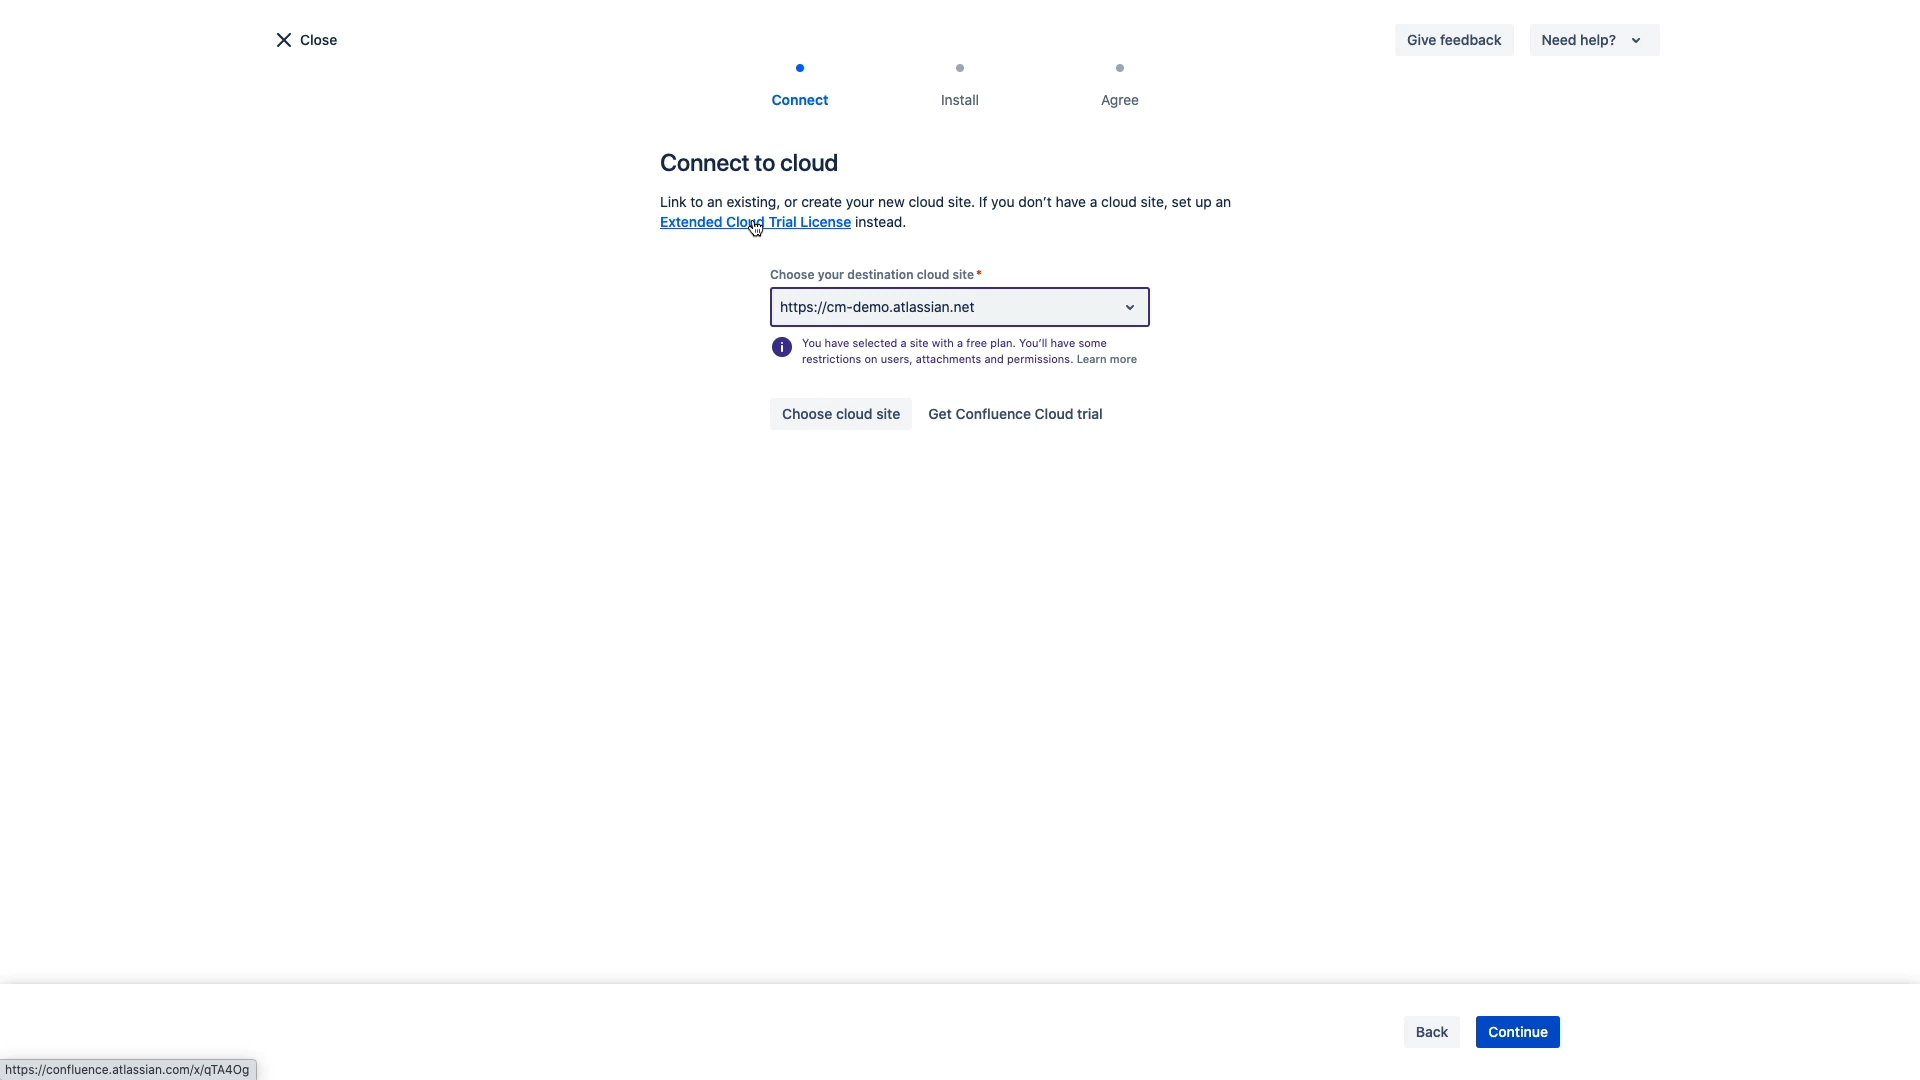 Close
Give feedback
Need help?
Connect
Install
Agree
Connect to cloud
Link to an existing, or create your new cloud site. If you don't have a cloud site, set up an
Extended Cloud Trial License instead.
Choose your destination cloud site*
https://cm-demo.atlassian.net
You have selected a site with a free plan. You'll have some
restrictions on users, attachments and permissions. Learn more
Choose cloud site
Get Confluence Cloud trial
Back
Continue
https://confluence.atlassian.com/x/qTA4Og